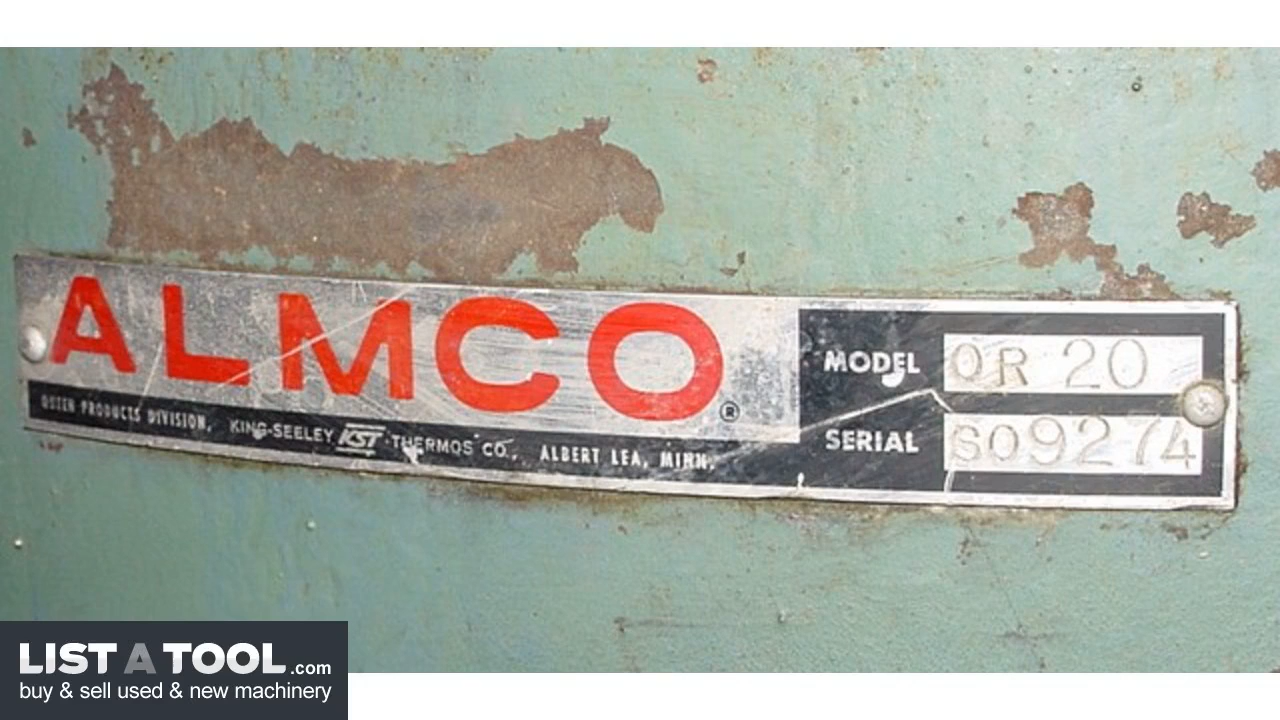 ALMCO®
QUEEN PRODUCTS DIVISION, KING-SEELEY KST THERMOS CO., ALBERT LEA, MINN.
MODEL OR 20
SERIAL S09274
LIST A TOOL.com
buy & sell used & new machinery